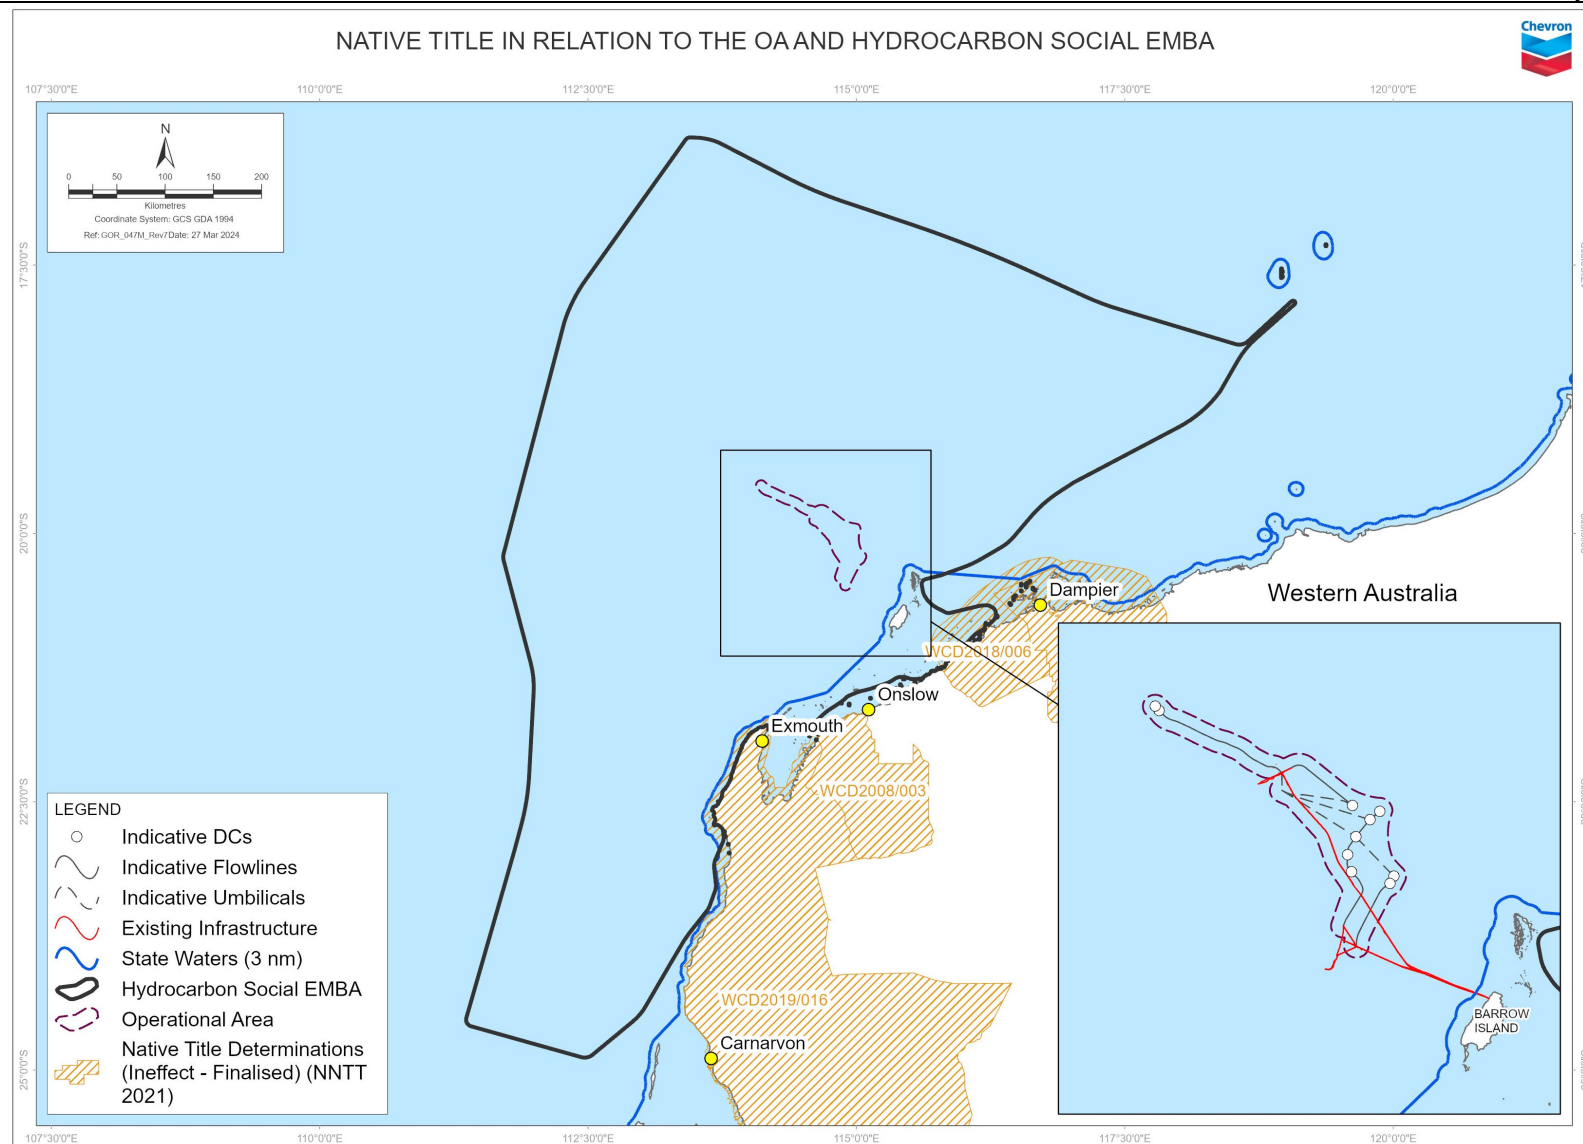 NATIVE TITLE IN RELATION TO THE OA AND HYDROCARBON SOCIAL EMBA
Chevron
107°30'0"E 110°0'0"E 112°30'0"E 115°0'0"E 117°30'0"E 120°0'0"E
N
0 50 100 150 200
Kilometres
Coordinate System: GCS GDA 1994
Ref: GOR_047M_Rev7Date: 27 Mar 2024
17°30'0"S
20°0'0"S
22°30'0"S
25°0'0"S
Dampier
Western Australia
WCD2018/006
Onslow
Exmouth
WCD2008/003
WCD2019/016
Carnarvon
BARROW
ISLAND
LEGEND
Indicative DCs
Indicative Flowlines
Indicative Umbilicals
Existing Infrastructure
State Waters (3 nm)
Hydrocarbon Social EMBA
Operational Area
Native Title Determinations
(Ineffect - Finalised) (NNTT
2021)
107°30'0"E 110°0'0"E 112°30'0"E 115°0'0"E 117°30'0"E 120°0'0"E